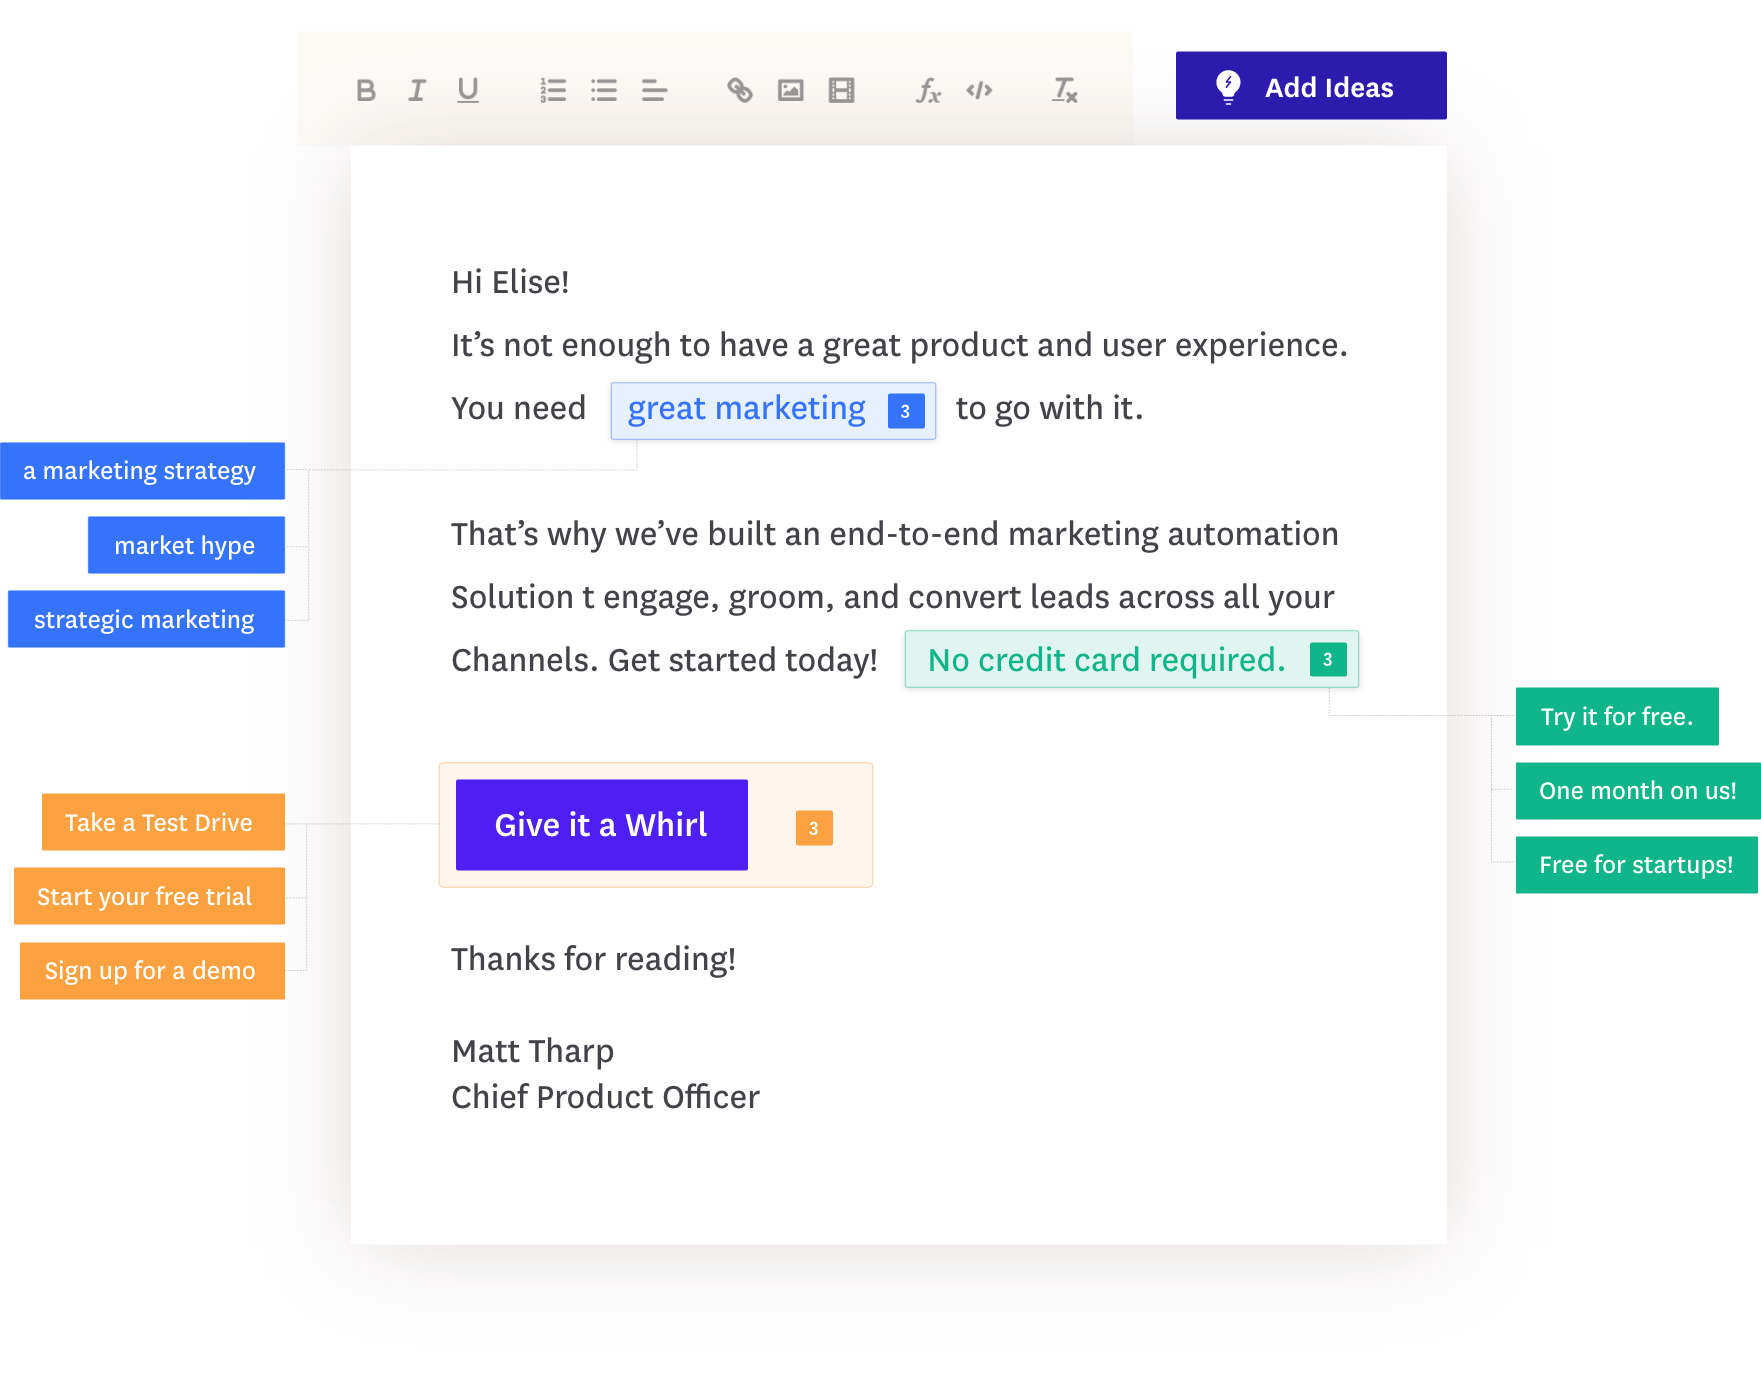 Add Ideas
Hi Elise!
It’s not enough to have a great product and user experience.
You need great marketing 3 to go with it.
a marketing strategy
market hype
strategic marketing
That’s why we’ve built an end-to-end marketing automation
Solution t engage, groom, and convert leads across all your
Channels. Get started today! No credit card required. 3
Try it for free.
One month on us!
Free for startups!
Give it a Whirl 3
Take a Test Drive
Start your free trial
Sign up for a demo
Thanks for reading!
Matt Tharp
Chief Product Officer